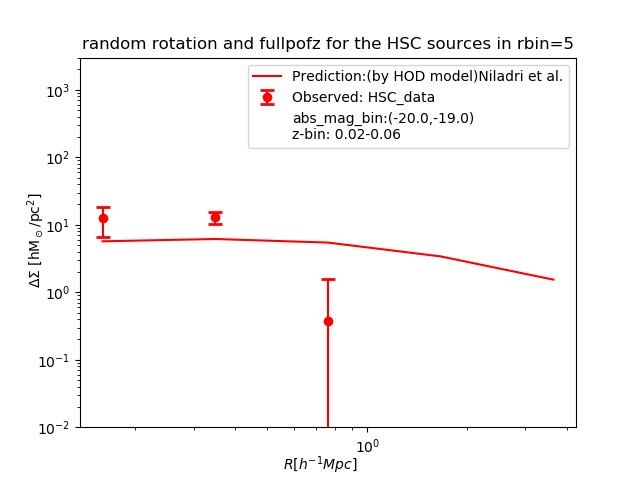 random rotation and fullpofz for the HSC sources in rbin=5
Prediction:(by HOD model)Niladri et al.
Observed: HSC_data
abs_mag_bin:(-20.0,-19.0)
z-bin: 0.02-0.06
ΔΣ [hM⊙/pc²]
10³
10²
10¹
10⁰
10⁻¹
10⁻²
10⁰
R[h⁻¹Mpc]